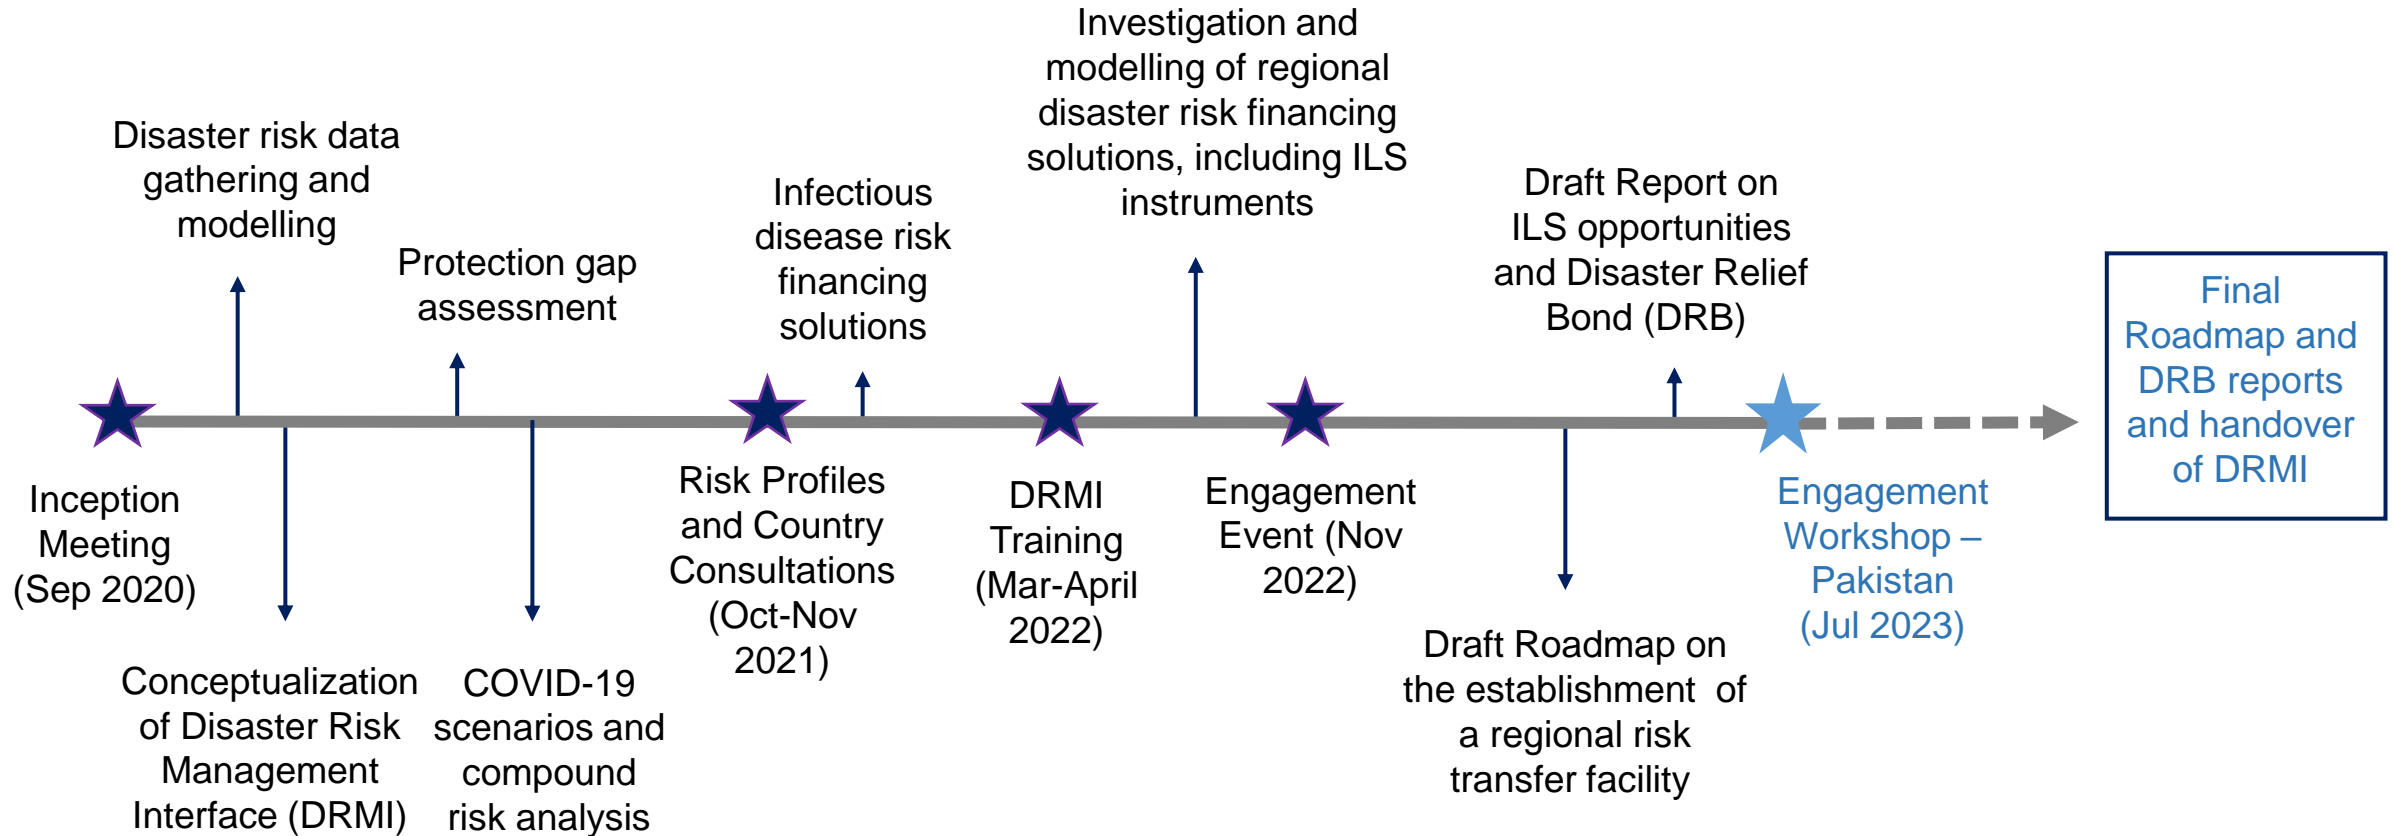 Disaster risk data
gathering and
modelling
Protection gap
assessment
Infectious
disease risk
financing
solutions
Investigation and
modelling of regional
disaster risk financing
solutions, including ILS
instruments
Draft Report on
ILS opportunities
and Disaster Relief
Bond (DRB)
Final
Roadmap and
DRB reports
and handover
of DRMI
Inception
Meeting
(Sep 2020)
Conceptualization
of Disaster Risk
Management
Interface (DRMI)
COVID-19
scenarios and
compound
risk analysis
Risk Profiles
and Country
Consultations
(Oct-Nov
2021)
DRMI
Training
(Mar-April
2022)
Engagement
Event (Nov
2022)
Draft Roadmap on
the establishment of
a regional risk
transfer facility
Engagement
Workshop –
Pakistan
(Jul 2023)